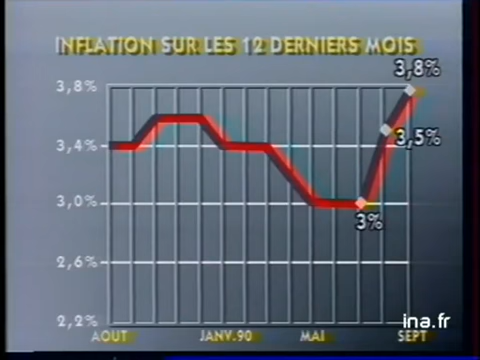 INFLATION SUR LES 12 DERNIERS MOIS
3,8%
3,8%
3,5%
3,4%
3,0%
3%
2,6%
2,2%
AOUT JANV.90 MAI SEPT
ina.fr